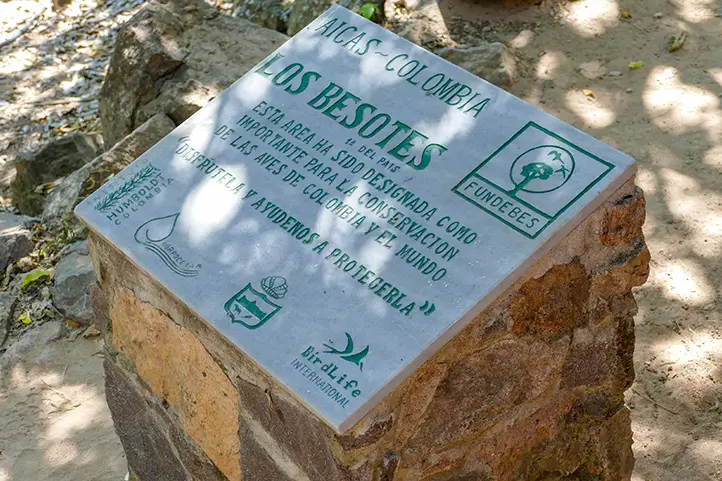 AICAS - COLOMBIA
LOS BESOTES
11 DEL PAIS
ESTA AREA HA SIDO DESIGNADA COMO
IMPORTANTE PARA LA CONSERVACION
DE LAS AVES DE COLOMBIA Y EL MUNDO
DISFRUTELA Y AYUDENOS A PROTEGERLA"
FUNDEBES
HUMBOLDT
COLOMBIA
BirdLife
INTERNATIONAL